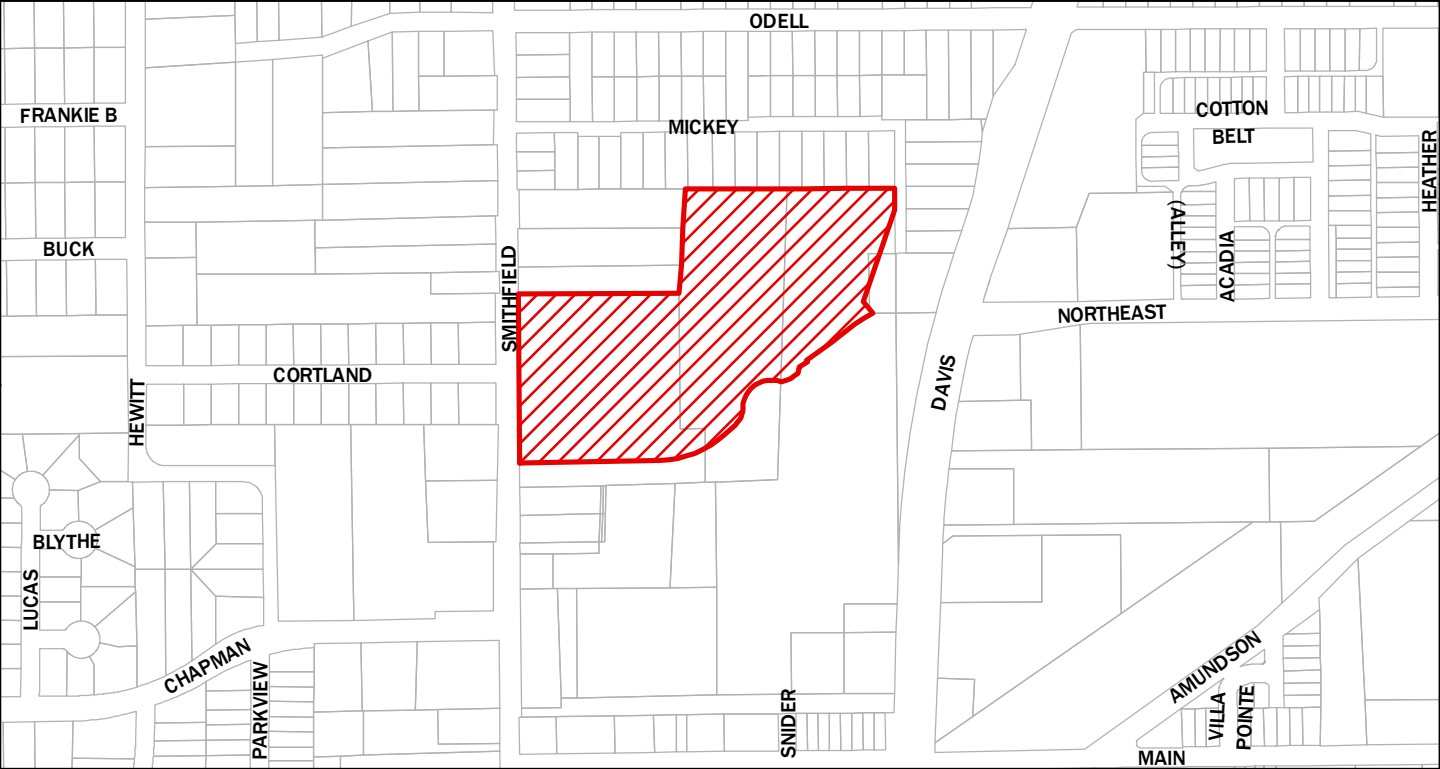 ODELL
FRANKIE B
MICKEY
COTTON
BELT
HEATHER
BUCK
SMITHFIELD
(ALLEY)
ACADIA
NORTHEAST
CORTLAND
DAVIS
HEWITT
BLYTHE
LUCAS
CHAPMAN
PARKVIEW
SNIDER
AMUNDSON
VILLA
POINTE
MAIN